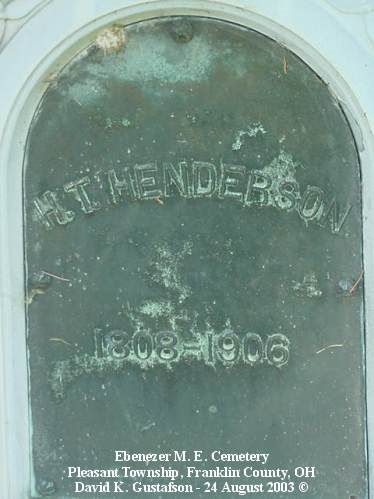 H.T. HENDERSON
1808-1906
Ebenezer M. E. Cemetery
Pleasant Township, Franklin County, OH
David K. Gustafson - 24 August 2003 ©